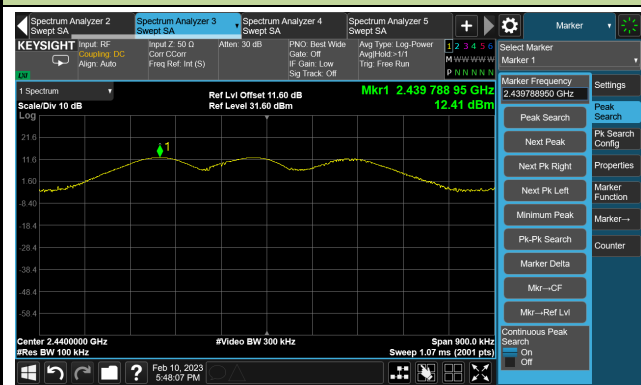 Spectrum Analyzer 2
Swept SA
Spectrum Analyzer 3
Swept SA
Spectrum Analyzer 4
Swept SA
Spectrum Analyzer 5
Swept SA
+
Marker
KEYSIGHT
Input: RF
Coupling: DC
Align: Auto
Input Z: 50 Ω
Corr CCorr
Freq Ref: Int (S)
Atten: 30 dB
PNO: Best Wide
Gate: Off
IF Gain: Low
Sig Track: Off
Avg Type: Log-Power
Avg|Hold:>1/1
Trig: Free Run
1 2 3 4 5 6
M W W W W W
P N N N N N
Select Marker
Marker 1
1 Spectrum
Scale/Div 10 dB
Ref Lvl Offset 11.60 dB
Ref Level 31.60 dBm
Mkr1 2.439 788 95 GHz
12.41 dBm
Log
21.6
11.6
1.60
-8.40
-18.4
-28.4
-38.4
-48.4
-58.4
1
Center 2.4400000 GHz
#Res BW 100 kHz
#Video BW 300 kHz
Span 900.0 kHz
Sweep 1.07 ms (2001 pts)
Marker Frequency
2.439788950 GHz
Peak Search
Next Peak
Next Pk Right
Next Pk Left
Minimum Peak
Pk-Pk Search
Marker Delta
Mkr→CF
Mkr→Ref Lvl
Continuous Peak
Search
On
Off
Settings
Peak
Search
Pk Search
Config
Properties
Marker
Function
Marker→
Counter
?
Feb 10, 2023
5:48:07 PM